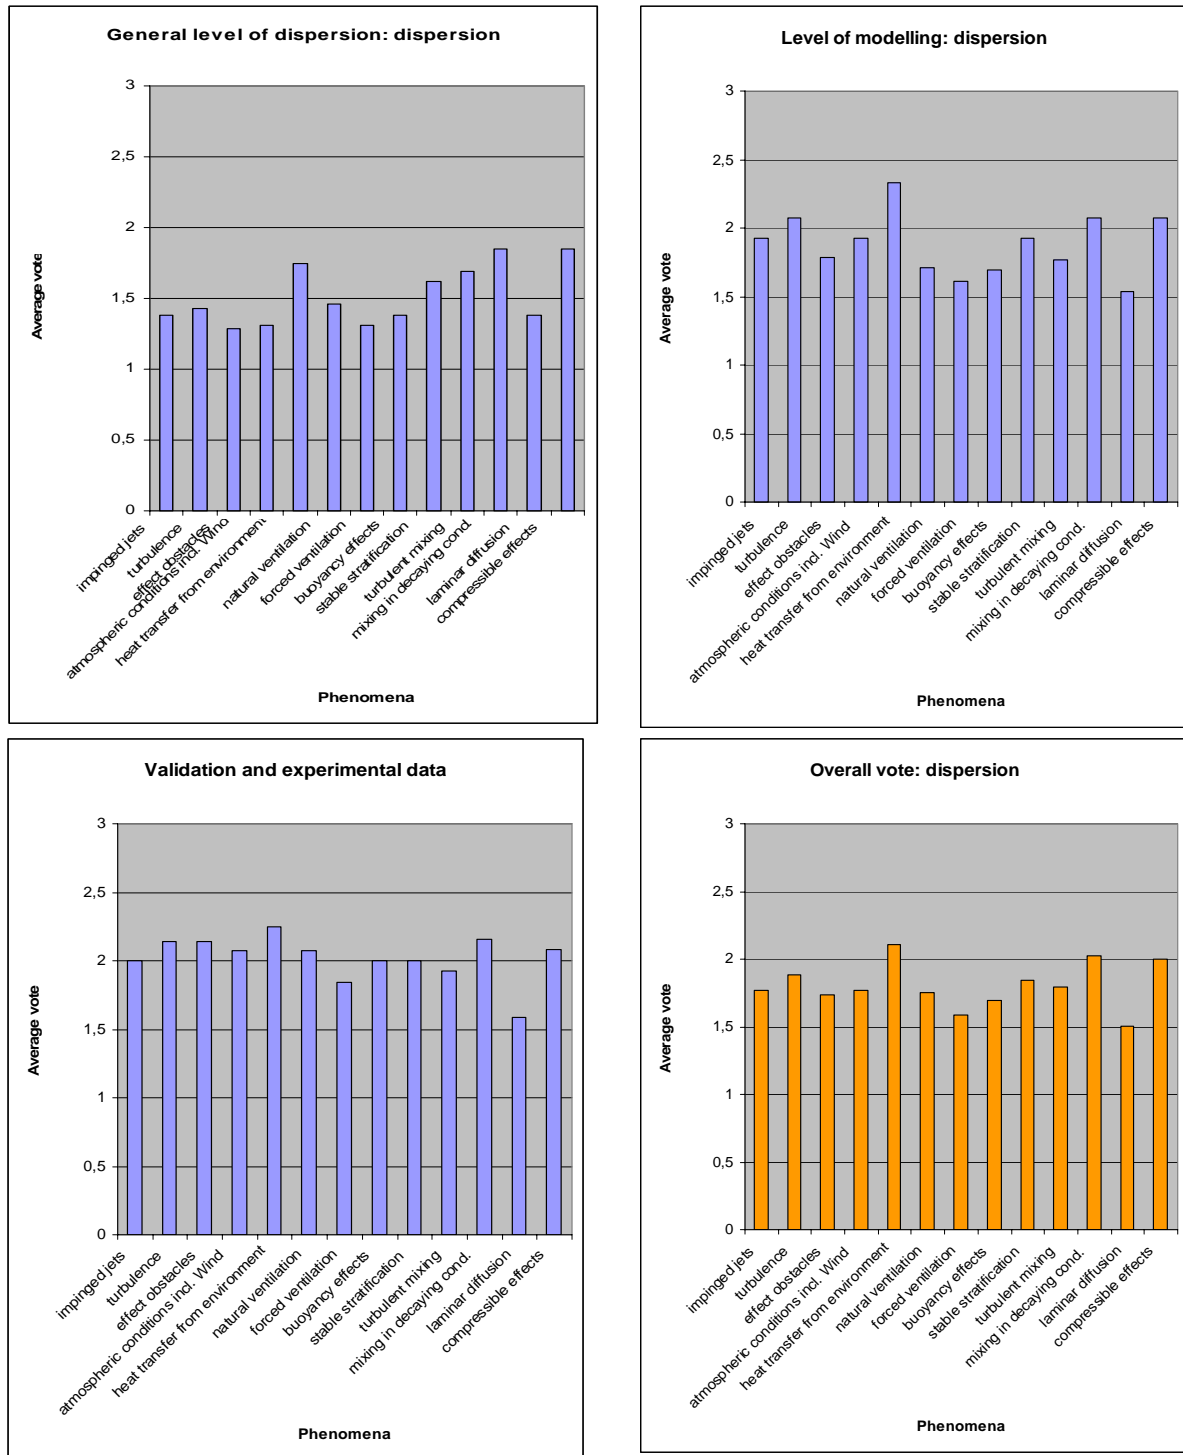 General level of dispersion: dispersion
3
2,5
2
1,5
1
0,5
0
Average vote
impinged jets
turbulence
effect obstacles
atmospheric conditions incl. Wind
heat transfer from environment
natural ventilation
forced ventilation
buoyancy effects
stable stratification
turbulent mixing
mixing in decaying cond.
laminar diffusion
compressible effects
Phenomena
Level of modelling: dispersion
3
2,5
2
1,5
1
0,5
0
Average vote
impinged jets
turbulence
effect obstacles
atmospheric conditions incl. Wind
heat transfer from environment
natural ventilation
forced ventilation
buoyancy effects
stable stratification
turbulent mixing
mixing in decaying cond.
laminar diffusion
compressible effects
Phenomena
Validation and experimental data
3
2,5
2
1,5
1
0,5
0
Average vote
impinged jets
turbulence
effect obstacles
atmospheric conditions incl. Wind
heat transfer from environment
natural ventilation
forced ventilation
buoyancy effects
stable stratification
turbulent mixing
mixing in decaying cond.
laminar diffusion
compressible effects
Phenomena
Overall vote: dispersion
3
2,5
2
1,5
1
0,5
0
Average vote
impinged jets
turbulence
effect obstacles
atmospheric conditions incl. Wind
heat transfer from environment
natural ventilation
forced ventilation
buoyancy effects
stable stratification
turbulent mixing
mixing in decaying cond.
laminar diffusion
compressible effects
Phenomena